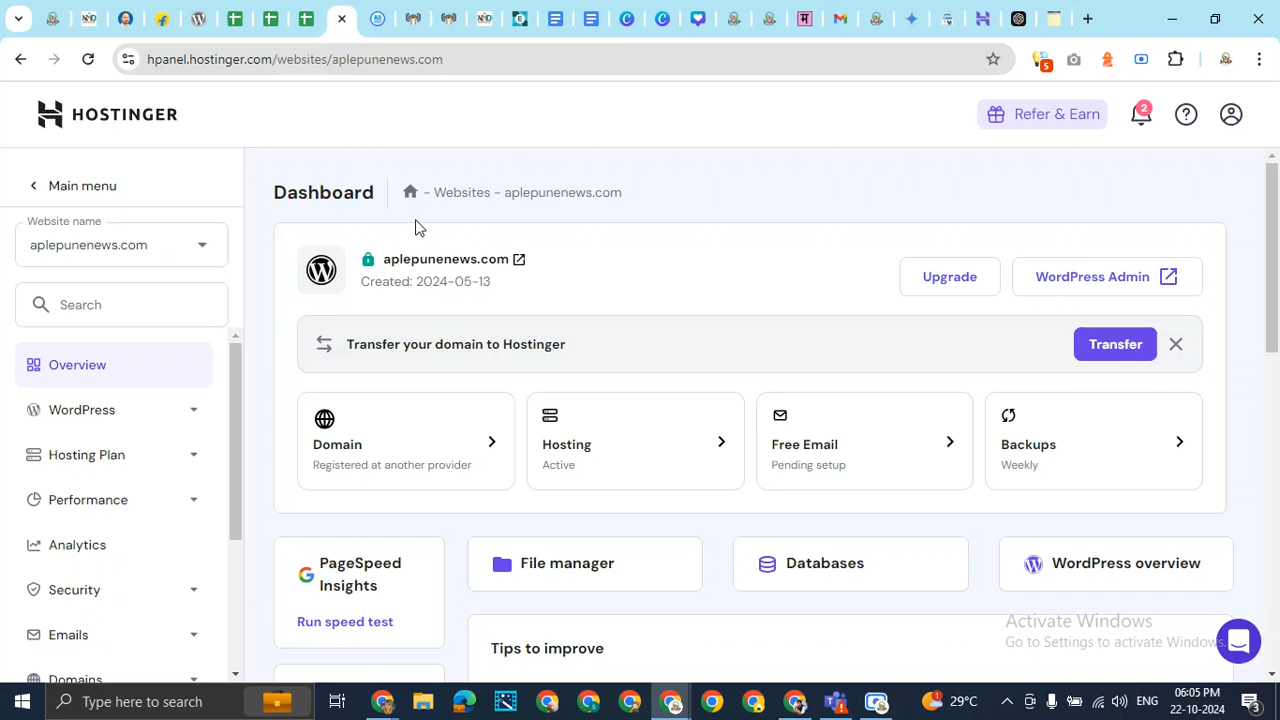 hpanel.hostinger.com/websites/aplepunenews.com
5
HOSTINGER
Refer & Earn
2
Main menu
Website name
aplepunenews.com
Search
Overview
WordPress
Hosting Plan
Performance
Analytics
Security
Emails
Domains
Dashboard
- Websites - aplepunenews.com
aplepunenews.com
Created: 2024-05-13
Upgrade
WordPress Admin
Transfer your domain to Hostinger
Transfer
Domain
Registered at another provider
Hosting
Active
Free Email
Pending setup
Backups
Weekly
PageSpeed
Insights
Run speed test
File manager
Databases
WordPress overview
Tips to improve
Activate Windows
Go to Settings to activate Windows.
Type here to search
29°C
ENG
06:05 PM
22-10-2024
3